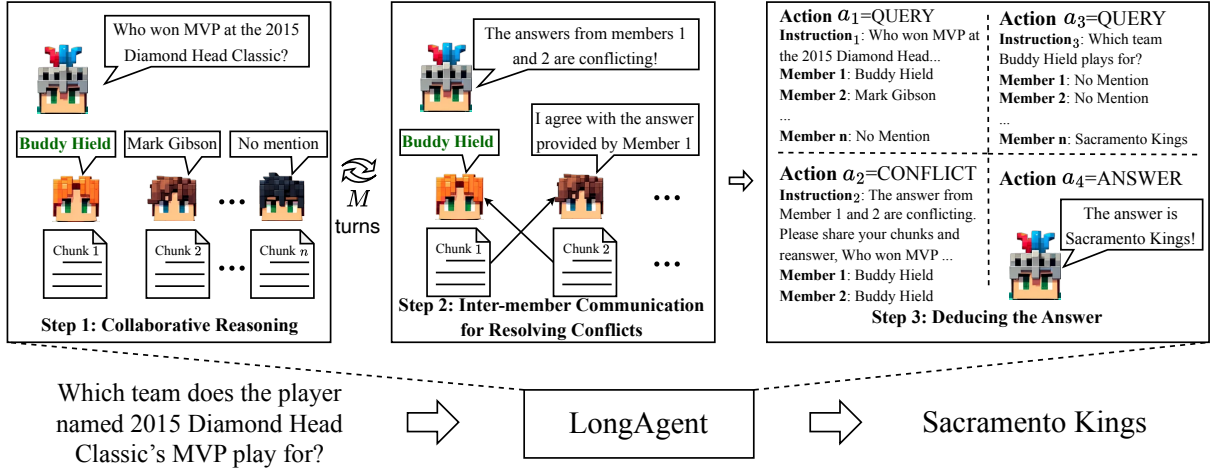 Who won MVP at the 2015
Diamond Head Classic?
Buddy Hield
Mark Gibson
No mention
...
Chunk 1
Chunk 2
...
Chunk n
Step 1: Collaborative Reasoning
M
turns
The answers from members 1
and 2 are conflicting!
Buddy Hield
I agree with the answer
provided by Member 1
...
Chunk 1
Chunk 2
...
Step 2: Inter-member Communication
for Resolving Conflicts
Action a₁=QUERY
Instruction₁: Who won MVP at
the 2015 Diamond Head...
Member 1: Buddy Hield
Member 2: Mark Gibson
...
Member n: No Mention
Action a₂=CONFLICT
Instruction₂: The answer from
Member 1 and 2 are conflicting.
Please share your chunks and
reanswer, Who won MVP ...
Member 1: Buddy Hield
Member 2: Buddy Hield
Action a₃=QUERY
Instruction₃: Which team
Buddy Hield plays for?
Member 1: No Mention
Member 2: No Mention
...
Member n: Sacramento Kings
Action a₄=ANSWER
The answer is
Sacramento Kings!
Step 3: Deducing the Answer
Which team does the player
named 2015 Diamond Head
Classic's MVP play for?
LongAgent
Sacramento Kings